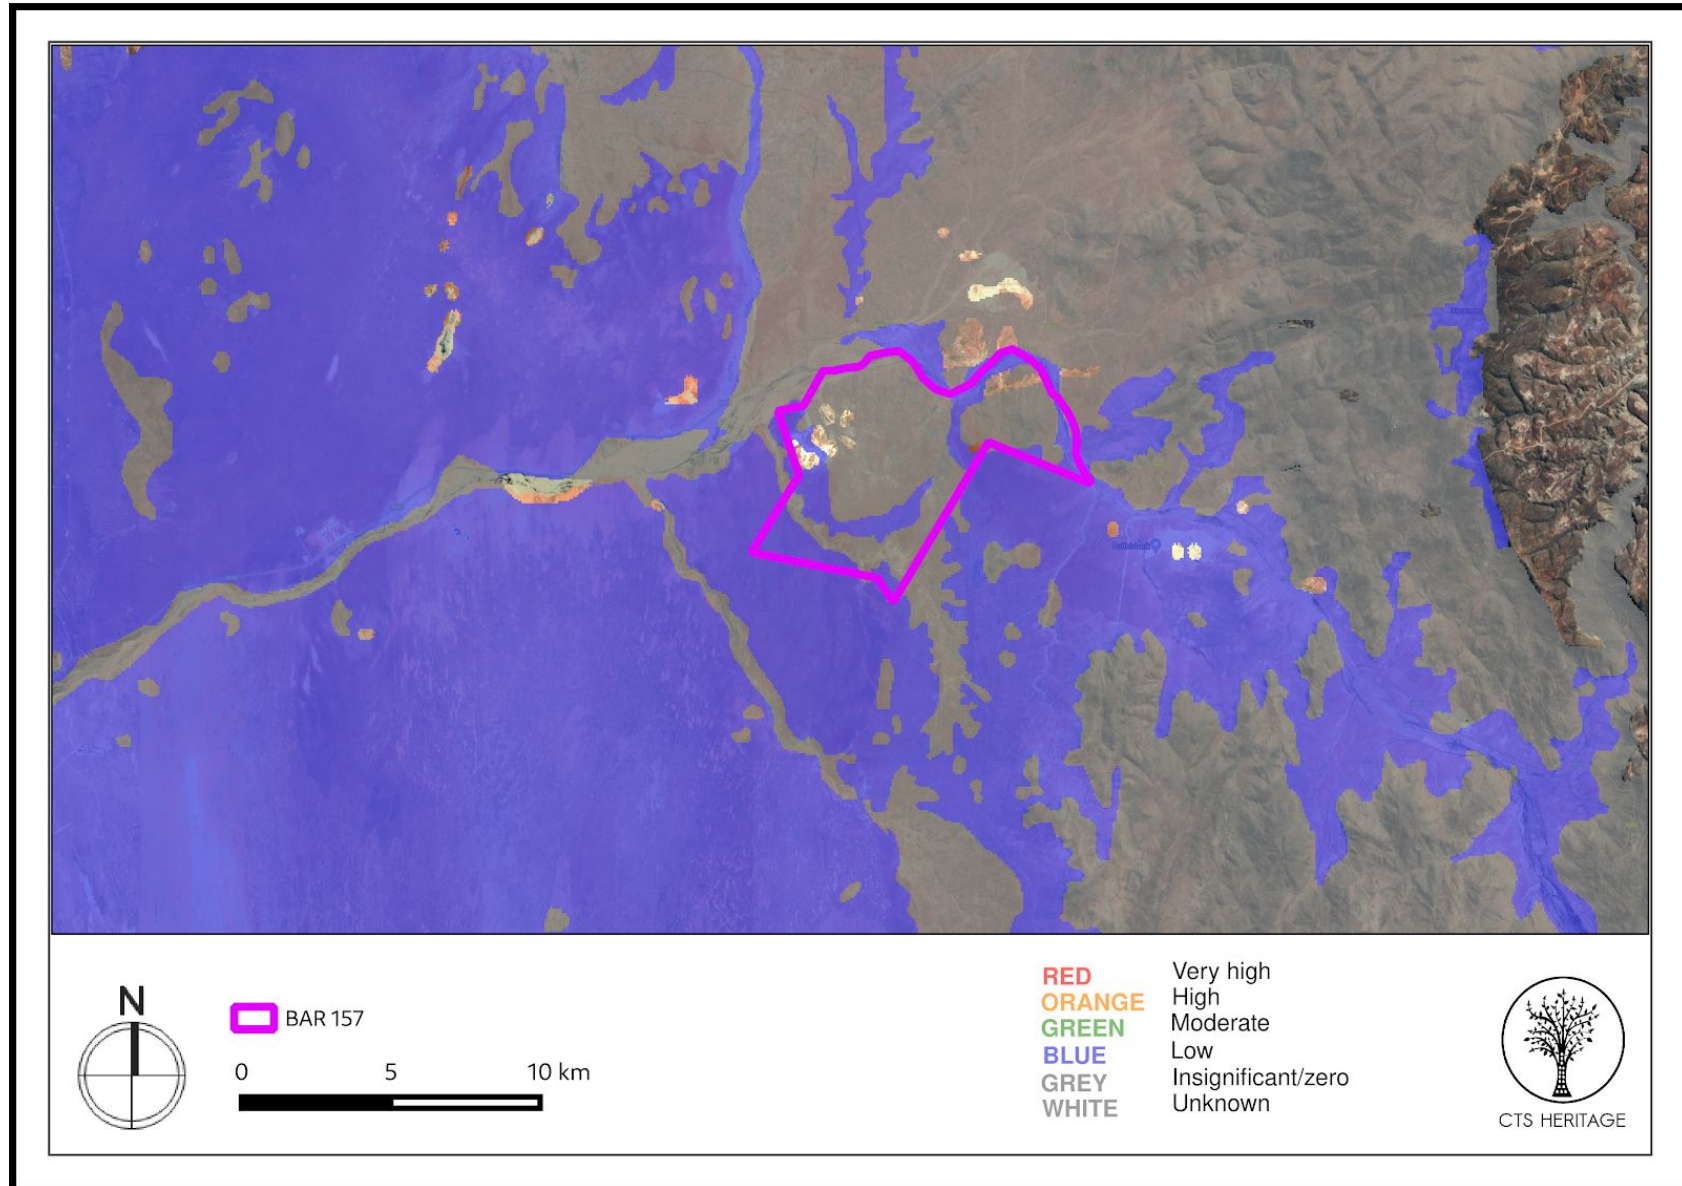 N
BAR 157
0 5 10 km
RED Very high
ORANGE High
GREEN Moderate
BLUE Low
GREY Insignificant/zero
WHITE Unknown
CTS HERITAGE